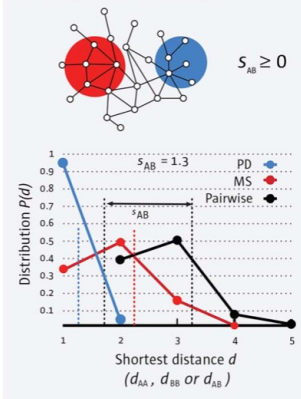 s_AB ≥ 0
s_AB = 1.3
PD
MS
Pairwise
s_AB
Distribution P(d)
1
0.9
0.8
0.7
0.6
0.5
0.4
0.3
0.2
0.1
1 2 3 4 5
Shortest distance d
(d_AA , d_BB or d_AB )